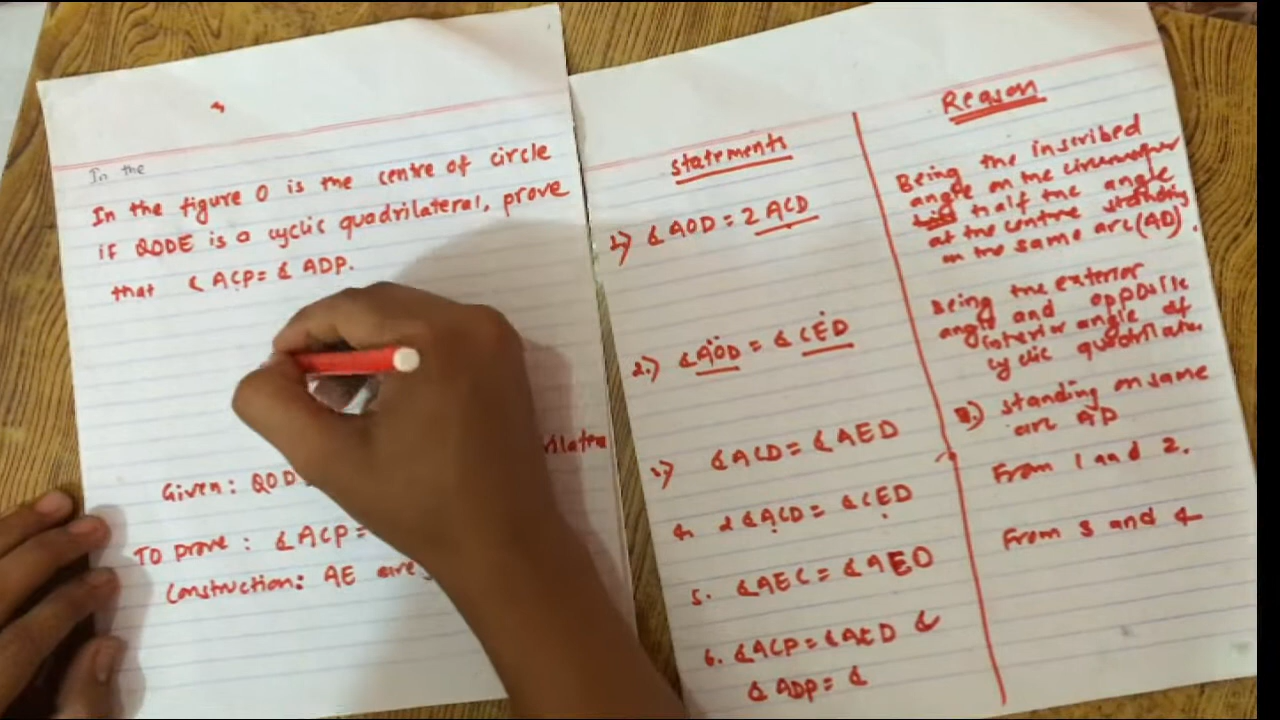 In the
In the figure O is the centre of circle
if QODE is a cyclic quadrilateral, prove
that ∠ACP = ∠ADP.
Given: QOD
To prove: ∠ACP =
Construction: AE are
statements
1.) ∠AOD = 2 ACD
2.) ∠AOD = ∠CED
3.) ∠ACD = ∠AED
4. 2∠ACD = ∠CED
5. ∠AEC = ∠AED
6. ∠ACP = ∠AED &
∠ADP = ∠
Reason
Being the inscribed
angle on the
half the angle
at the centre standing
on the same arc (AD).
Being the exterior
angle and opposite
interior angle of
cyclic
3.) standing on same
arc AD
From 1 and 2.
From 3 and 4